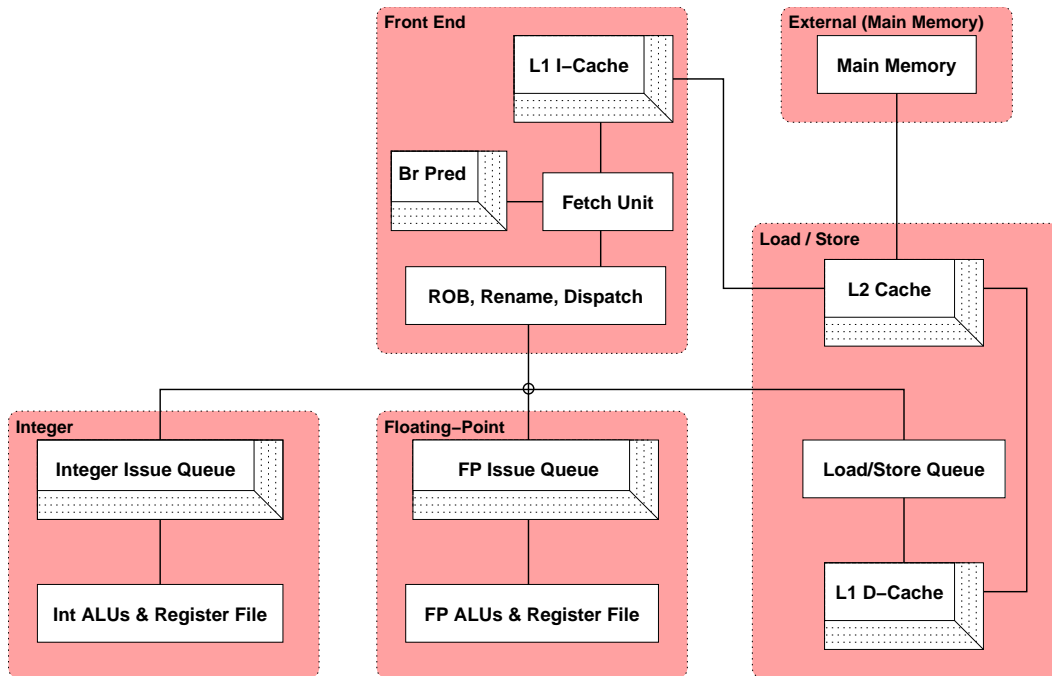 Front End
L1 I–Cache
Br Pred
Fetch Unit
ROB, Rename, Dispatch
External (Main Memory)
Main Memory
Load / Store
L2 Cache
Load/Store Queue
L1 D–Cache
Integer
Integer Issue Queue
Int ALUs & Register File
Floating–Point
FP Issue Queue
FP ALUs & Register File